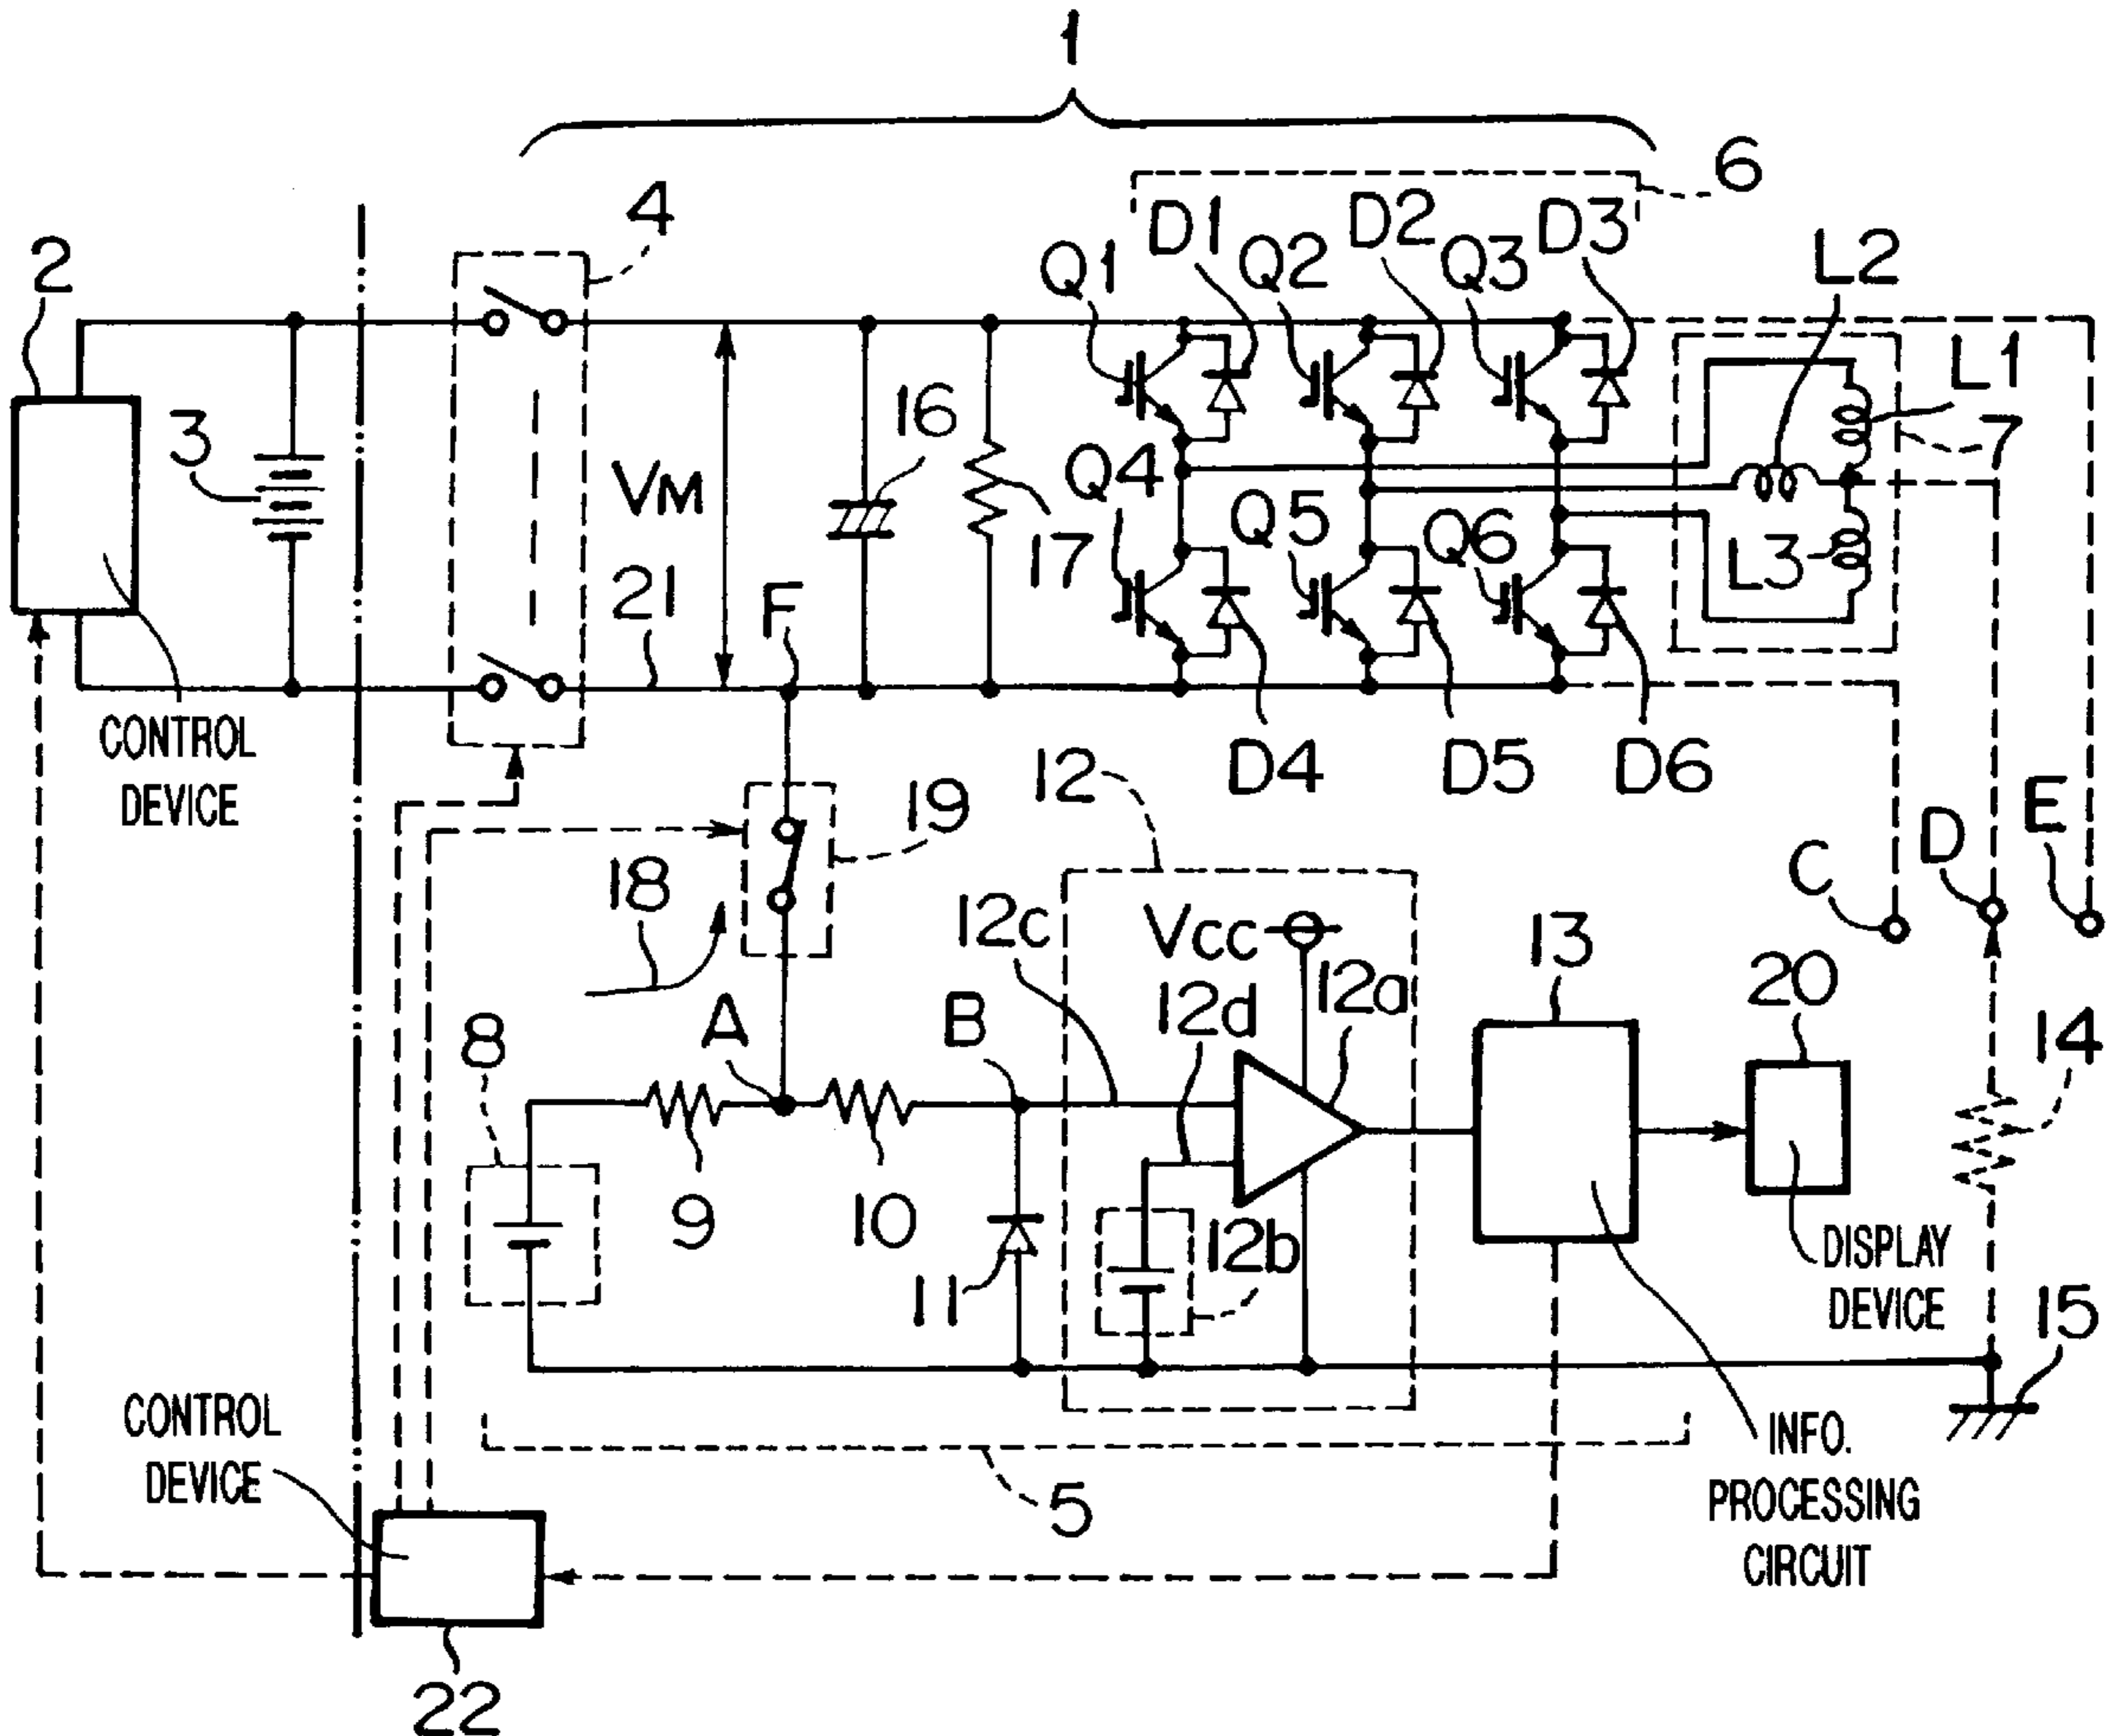 1
6
4
D1
D2
D3
2
Q1
Q2
Q3
L2
L1
7
3
16
VM
Q4
Q5
Q6
17
L3
21
F
CONTROL
DEVICE
12
D4
D5
D6
19
E
D
C
18
12c
Vcc
13
12a
20
12d
A
B
8
14
9
10
12b
11
DISPLAY
DEVICE
15
CONTROL
DEVICE
INFO.
PROCESSING
CIRCUIT
5
22